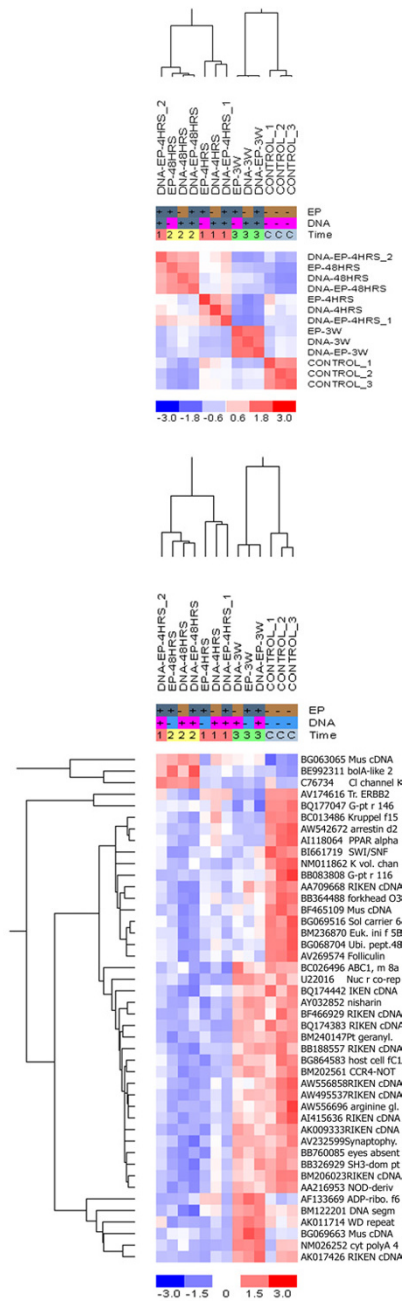 DNA-EP-4HRS_2
EP-48HRS
DNA-48HRS
DNA-EP-48HRS
EP-4HRS
DNA-4HRS
DNA-EP-4HRS_1
EP-3W
DNA-3W
DNA-EP-3W
CONTROL_1
CONTROL_2
CONTROL_3
EP + + - + + - + + - + - - -
DNA + - + + - + + - + + - - -
Time 1 2 2 2 1 1 1 3 3 3 C C C
DNA-EP-4HRS_2
EP-48HRS
DNA-48HRS
DNA-EP-48HRS
EP-4HRS
DNA-4HRS
DNA-EP-4HRS_1
EP-3W
DNA-3W
DNA-EP-3W
CONTROL_1
CONTROL_2
CONTROL_3
-3.0 -1.8 -0.6 0.6 1.8 3.0
DNA-EP-4HRS_2
EP-48HRS
DNA-48HRS
DNA-EP-48HRS
EP-4HRS
DNA-4HRS
DNA-EP-4HRS_1
DNA-3W
EP-3W
DNA-EP-3W
CONTROL_1
CONTROL_2
CONTROL_3
EP + + - + + - + - + + - - -
DNA + - + + - + + + - + - - -
Time 1 2 2 2 1 1 1 3 3 3 C C C
BG063065 Mus cDNA
BE992311 bolA-like 2
C76734 Cl channel K
AV174616 Tr. ERBB2
BQ177047 G-pt r 146
BC013486 Kruppel f15
AW542672 arrestin d2
AI118064 PPAR alpha
BI661719 SWI/SNF
NM011862 K vol. chan
BB083808 G-pt r 116
AA709668 RIKEN cDNA
BB364488 forkhead O3
BF465109 Mus cDNA
BG069516 Sol carrier 6
BM236870 Euk. ini f 5B
BG068704 Ubi. pept.48
AV269574 Folliculin
BC026496 ABC1, m 8a
U22016 Nuc r co-rep
BQ174442 IKEN cDNA
AY032852 nisharin
BF466929 RIKEN cDNA
BQ174383 RIKEN cDNA
BM240147Pt geranyl.
BB188557 RIKEN cDNA
BG864583 host cell fC1
BM202561 CCR4-NOT
AW556858RIKEN cDNA
AW495537RIKEN cDNA
AW556696 arginine gl.
AI415636 RIKEN cDNA
AK009333RIKEN cDNA
AV232599Synaptophy.
BB760085 eyes absent
BB326929 SH3-dom pt
BM206023RIKEN cDNA
AA216953 NOD-deriv
AF133669 ADP-ribo. f6
BM122201 DNA segm
AK011714 WD repeat
BG069663 Mus cDNA
NM026252 cyt polyA 4
AK017426 RIKEN cDNA
-3.0 -1.5 0 1.5 3.0